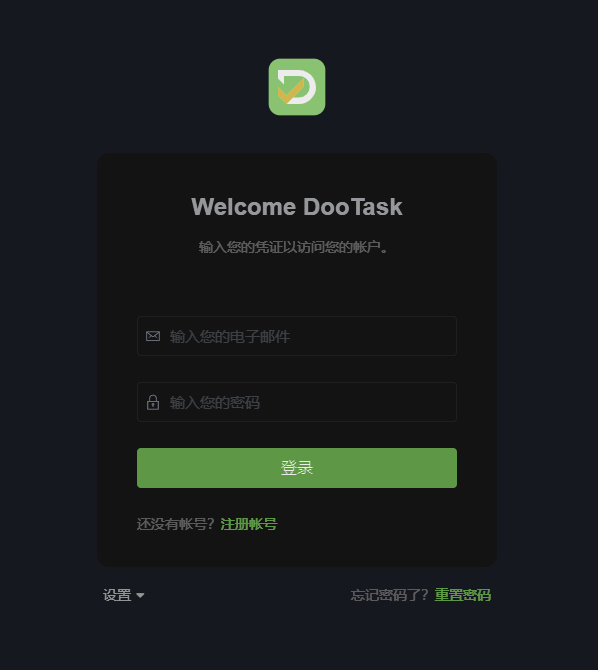 Welcome DooTask
输入您的凭证以访问您的帐户。
输入您的电子邮件
输入您的密码
登录
还没有帐号？注册帐号
设置 忘记密码了？重置密码